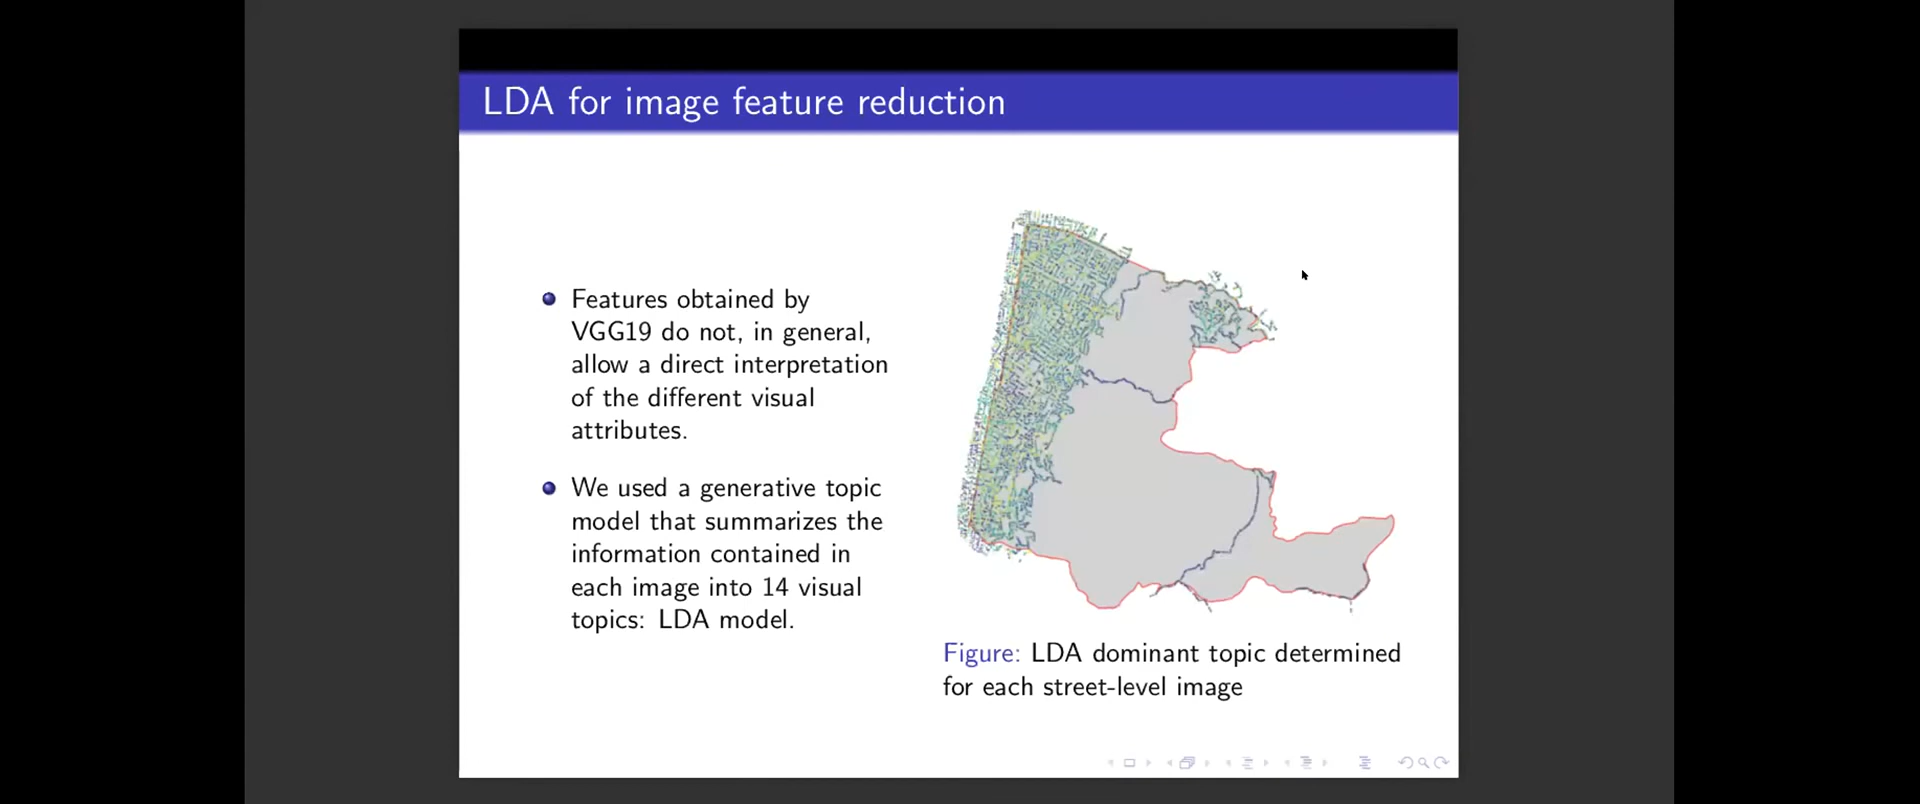 LDA for image feature reduction
Features obtained by
VGG19 do not, in general,
allow a direct interpretation
of the different visual
attributes.
We used a generative topic
model that summarizes the
information contained in
each image into 14 visual
topics: LDA model.
Figure: LDA dominant topic determined
for each street-level image